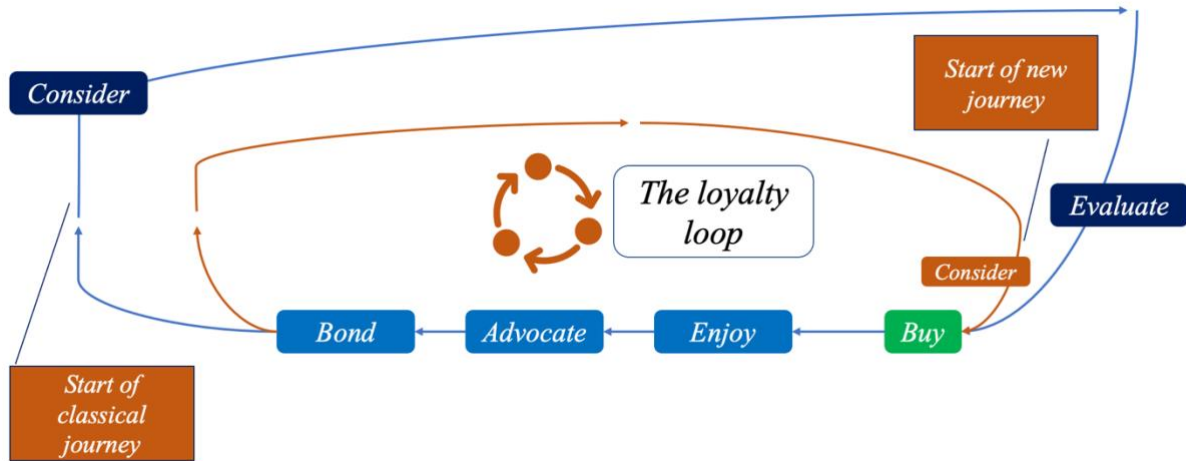 Consider
Start of new
journey
The loyalty
loop
Evaluate
Consider
Bond
Advocate
Enjoy
Buy
Start of
classical
journey